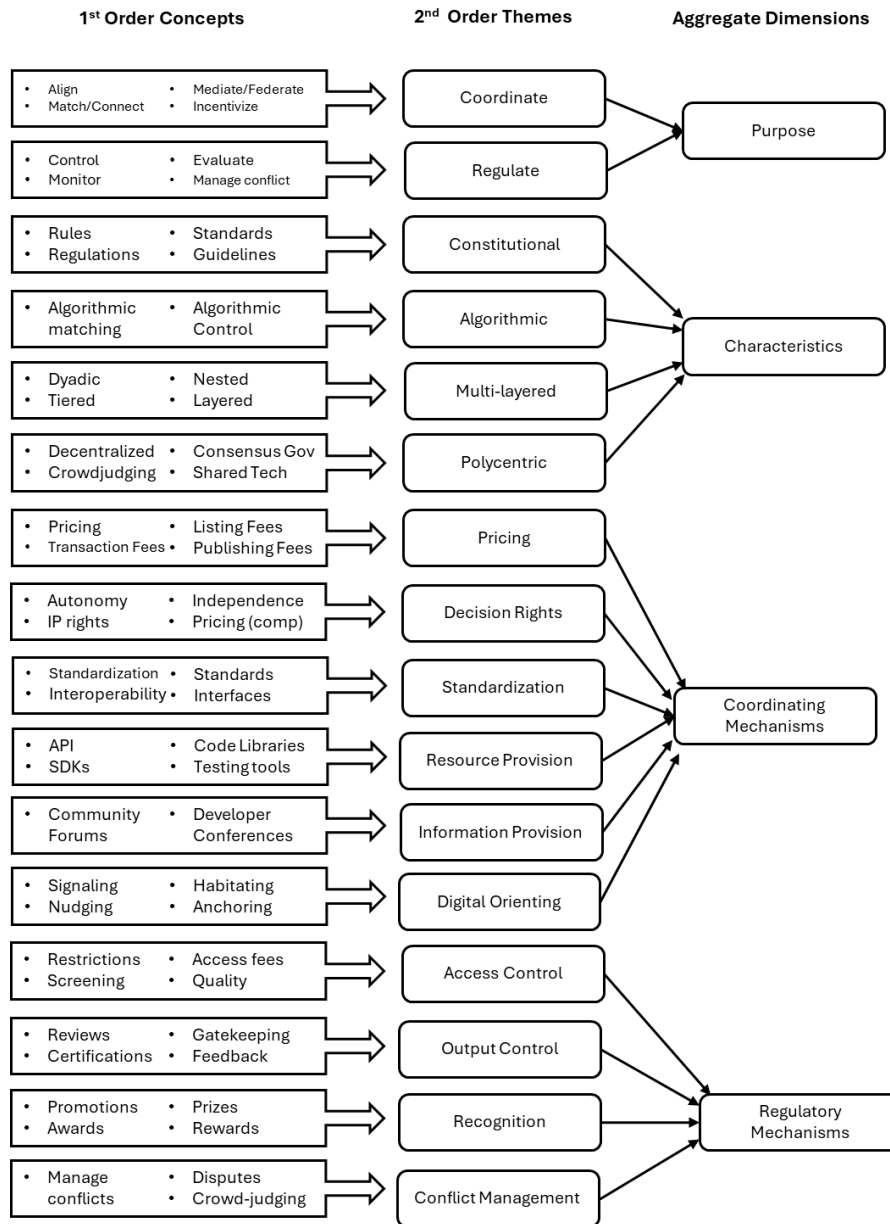 1st Order Concepts
2nd Order Themes
Aggregate Dimensions
• Align • Mediate/Federate
• Match/Connect • Incentivize
Coordinate
Purpose
• Control • Evaluate
• Monitor • Manage conflict
Regulate
• Rules • Standards
• Regulations • Guidelines
Constitutional
• Algorithmic • Algorithmic
matching Control
Algorithmic
Characteristics
• Dyadic • Nested
• Tiered • Layered
Multi-layered
• Decentralized • Consensus Gov
• Crowdjudging • Shared Tech
Polycentric
• Pricing • Listing Fees
• Transaction Fees • Publishing Fees
Pricing
• Autonomy • Independence
• IP rights • Pricing (comp)
Decision Rights
• Standardization • Standards
• Interoperability • Interfaces
Standardization
Coordinating
Mechanisms
• API • Code Libraries
• SDKs • Testing tools
Resource Provision
• Community • Developer
Forums Conferences
Information Provision
• Signaling • Habitating
• Nudging • Anchoring
Digital Orienting
• Restrictions • Access fees
• Screening • Quality
Access Control
• Reviews • Gatekeeping
• Certifications • Feedback
Output Control
• Promotions • Prizes
• Awards • Rewards
Recognition
Regulatory
Mechanisms
• Manage • Disputes
conflicts • Crowd-judging
Conflict Management